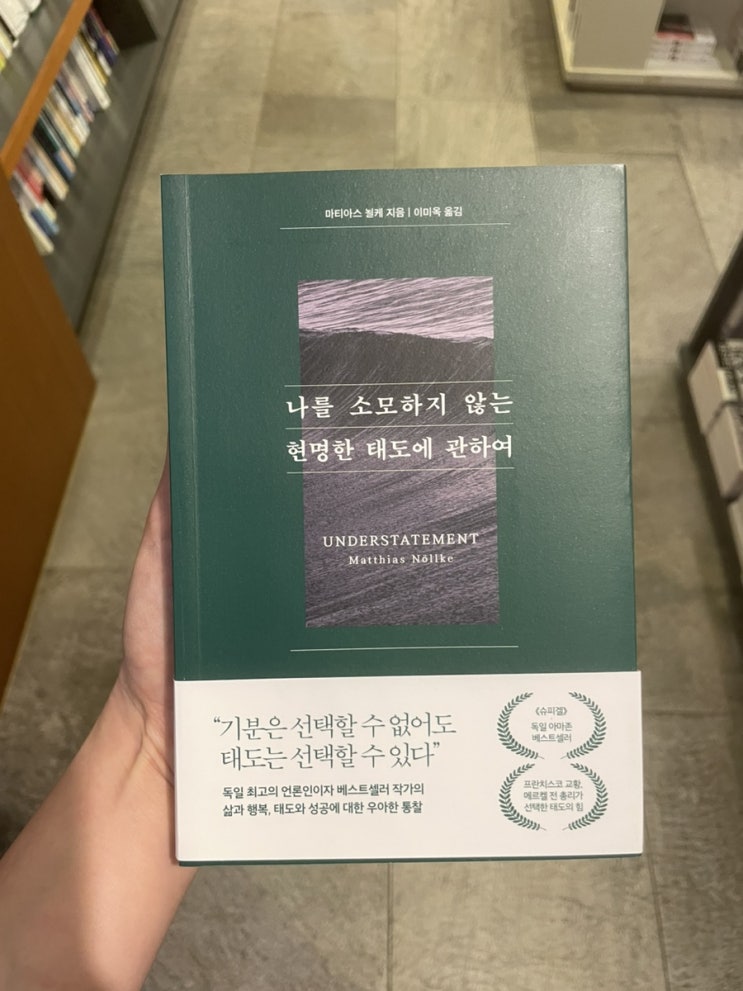 마티아스 뇔케 지음 | 이미옥 옮김
나를 소모하지 않는
현명한 태도에 관하여
UNDERSTATEMENT
Matthias Nöllke
“기분은 선택할 수 없어도
태도는 선택할 수 있다”
독일 최고의 언론인이자 베스트셀러 작가의
삶과 행복, 태도와 성공에 대한 우아한 통찰
《슈피겔》
독일 아마존
베스트셀러
프란치스코 교황,
메르켈 전 총리가
선택한 태도의 힘